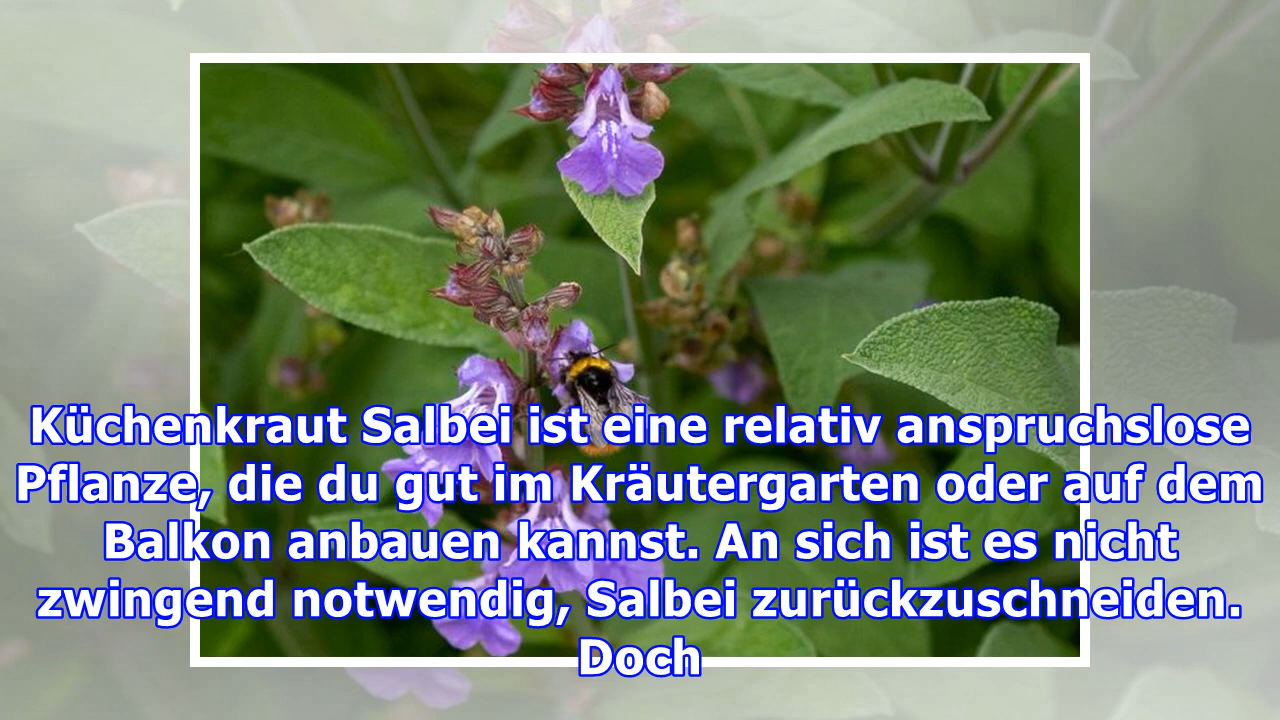 Küchenkraut Salbei ist eine relativ anspruchslose
Pflanze, die du gut im Kräutergarten oder auf dem
Balkon anbauen kannst. An sich ist es nicht
zwingend notwendig, Salbei zurückzuschneiden.
Doch